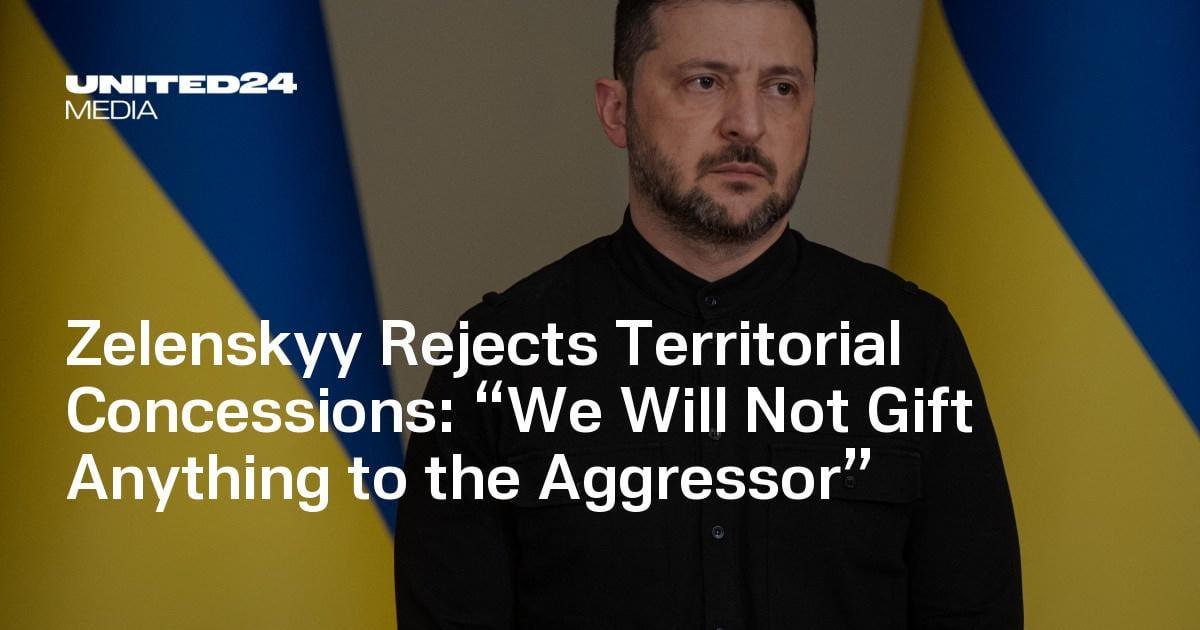 UNITED24
MEDIA
Zelenskyy Rejects Territorial
Concessions: “We Will Not Gift
Anything to the Aggressor”